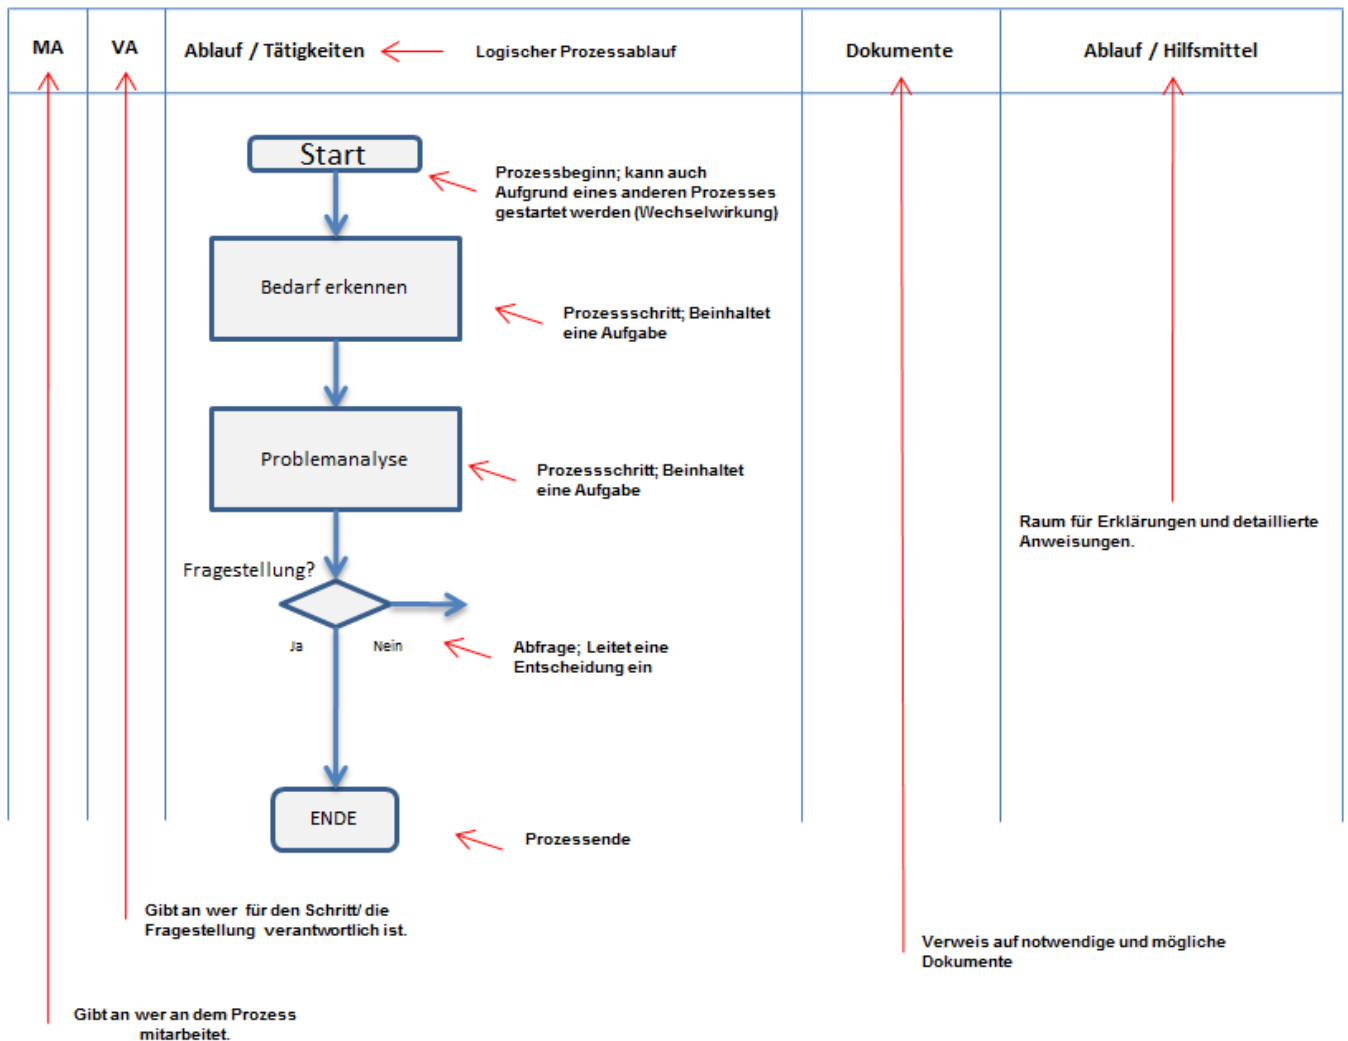 MA
VA
Ablauf / Tätigkeiten
Logischer Prozessablauf
Dokumente
Ablauf / Hilfsmittel
Start
Prozessbeginn; kann auch
Aufgrund eines anderen Prozesses
gestartet werden (Wechselwirkung)
Bedarf erkennen
Prozessschritt; Beinhaltet
eine Aufgabe
Problemanalyse
Prozessschritt; Beinhaltet
eine Aufgabe
Raum für Erklärungen und detaillierte
Anweisungen.
Fragestellung?
Ja
Nein
Abfrage; Leitet eine
Entscheidung ein
ENDE
Prozessende
Gibt an wer für den Schritt/ die
Fragestellung verantwortlich ist.
Verweis auf notwendige und mögliche
Dokumente
Gibt an wer an dem Prozess
mitarbeitet.